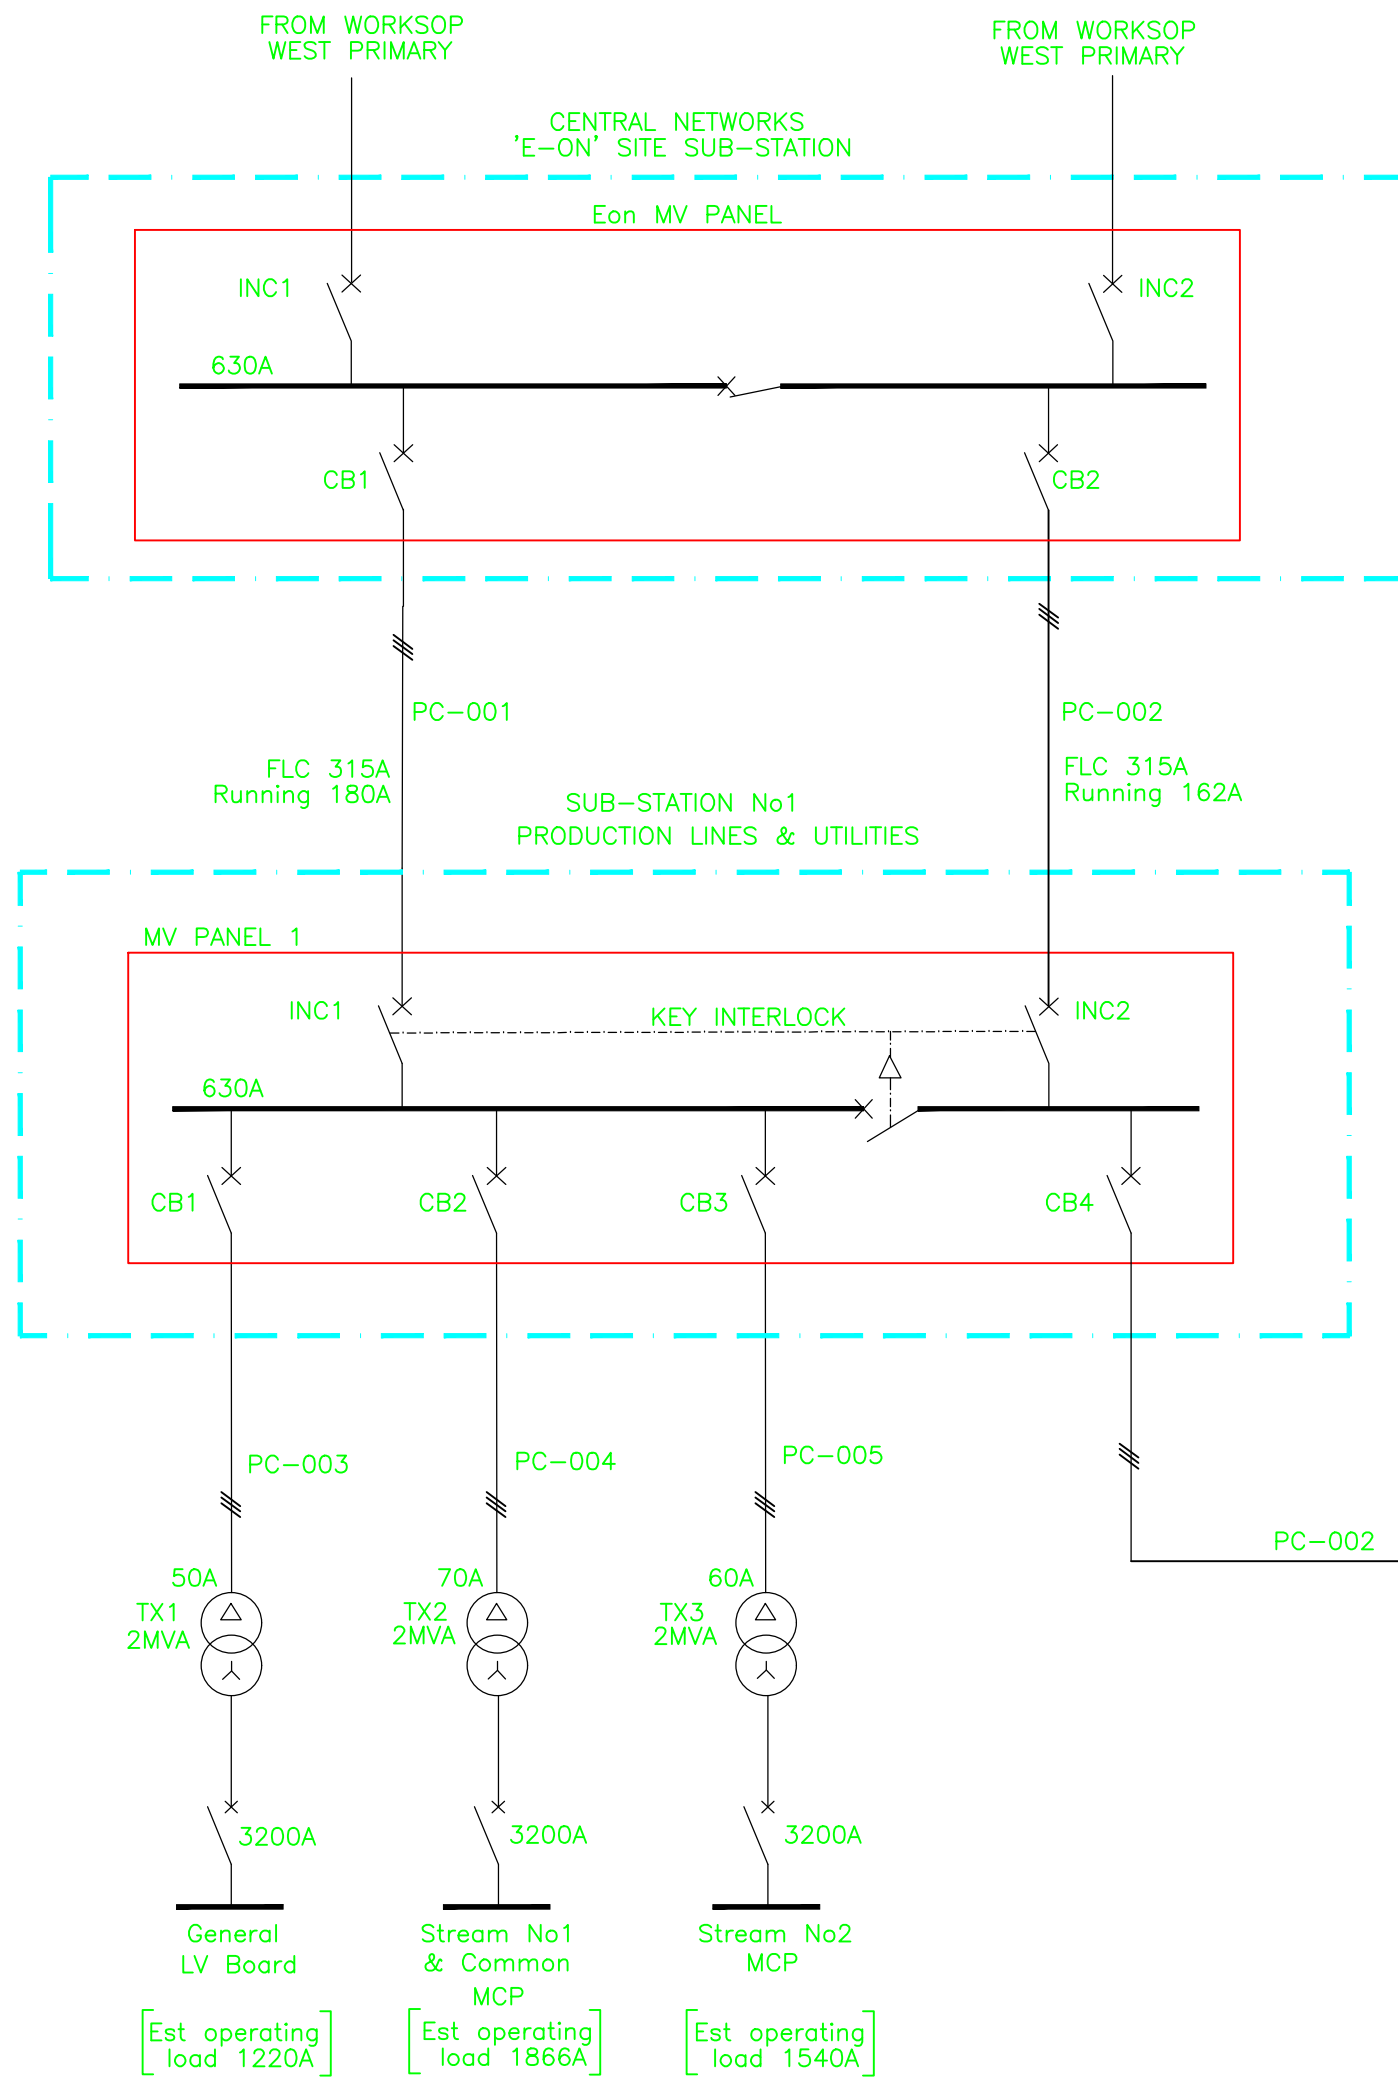 FROM WORKSOP
WEST PRIMARY
FROM WORKSOP
WEST PRIMARY
CENTRAL NETWORKS
'E-ON' SITE SUB-STATION
Eon MV PANEL
INC1
INC2
630A
CB1
CB2
PC-001
PC-002
FLC 315A
Running 180A
FLC 315A
Running 162A
SUB-STATION No1
PRODUCTION LINES & UTILITIES
MV PANEL 1
INC1
KEY INTERLOCK
INC2
630A
CB1
CB2
CB3
CB4
PC-003
PC-004
PC-005
PC-002
50A
TX1
2MVA
70A
TX2
2MVA
60A
TX3
2MVA
3200A
3200A
3200A
General
LV Board
[Est operating
load 1220A]
Stream No1
& Common
MCP
[Est operating
load 1866A]
Stream No2
MCP
[Est operating
load 1540A]